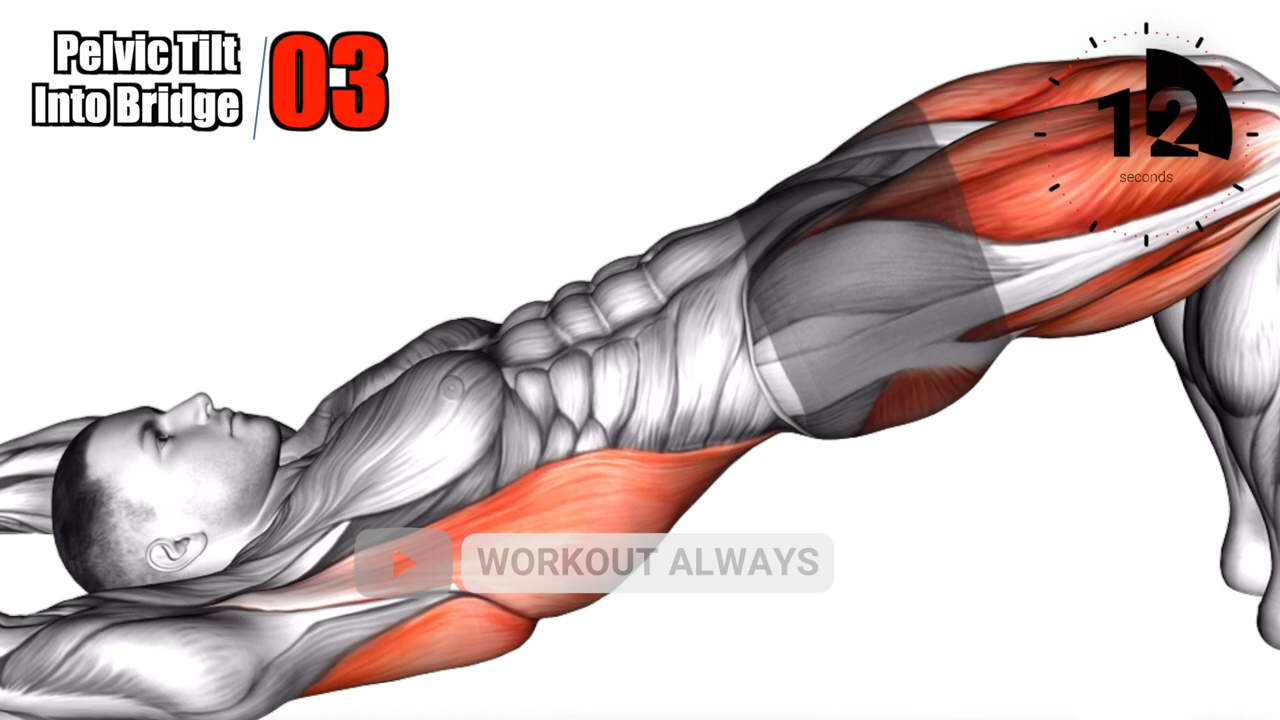 Pelvic Tilt
Into Bridge
03
12
seconds
WORKOUT ALWAYS